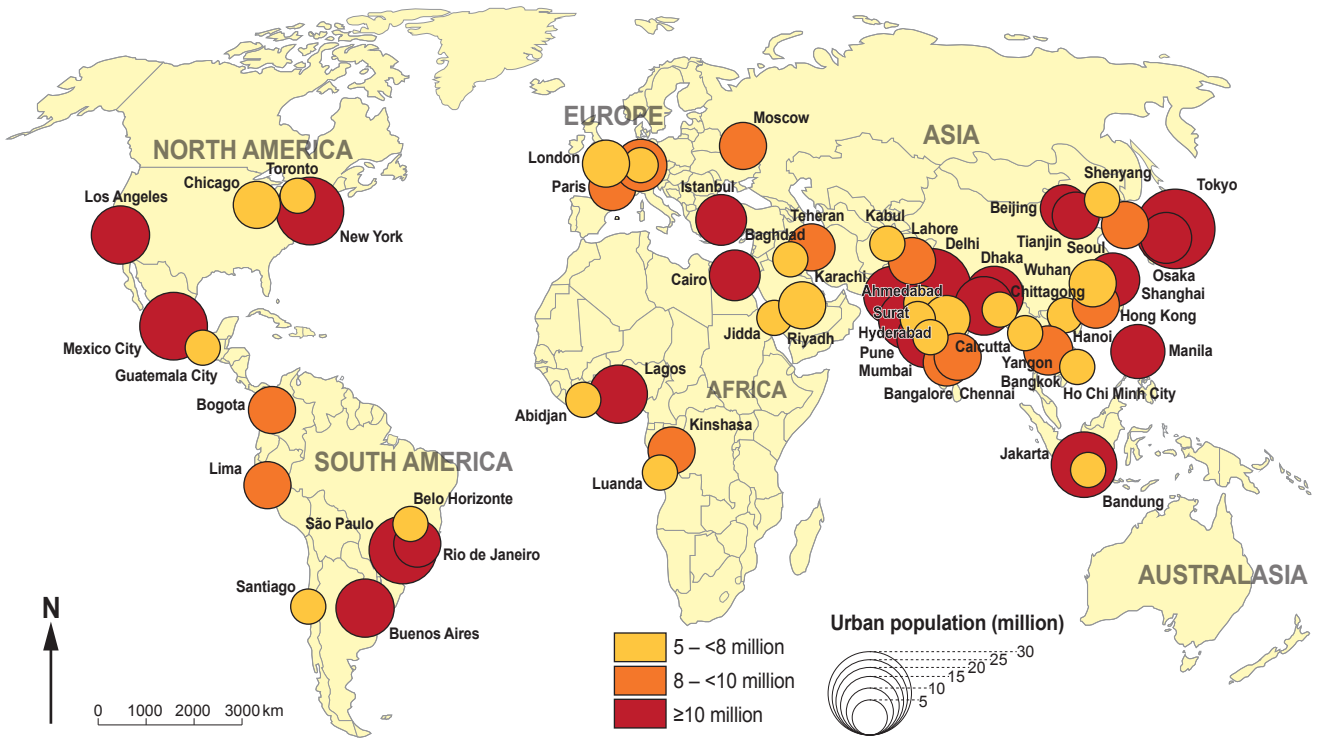 EUROPE
Moscow
ASIA
NORTH AMERICA
London
Toronto
Shenyang
Chicago
Paris
Istanbul
Tokyo
Los Angeles
Beijing
Teheran
Kabul
Lahore
New York
Baghdad
Delhi
Tianjin
Seoul
Dhaka
Wuhan
Osaka
Cairo
Karachi
Ahmedabad
Chittagong
Shanghai
Surat
Hong Kong
Jidda
Riyadh
Hyderabad
Hanoi
Calcutta
Mexico City
Pune
Yangon
Manila
Guatemala City
Lagos
Mumbai
Bangkok
AFRICA
Bangalore
Chennai
Ho Chi Minh City
Bogota
Abidjan
Kinshasa
Jakarta
SOUTH AMERICA
Lima
Luanda
Belo Horizonte
Bandung
São Paulo
Rio de Janeiro
AUSTRALASIA
Santiago
Buenos Aires
N
0 1000 2000 3000 km
5 – <8 million
8 – <10 million
≥10 million
Urban population (million)
30
25
20
15
10
5